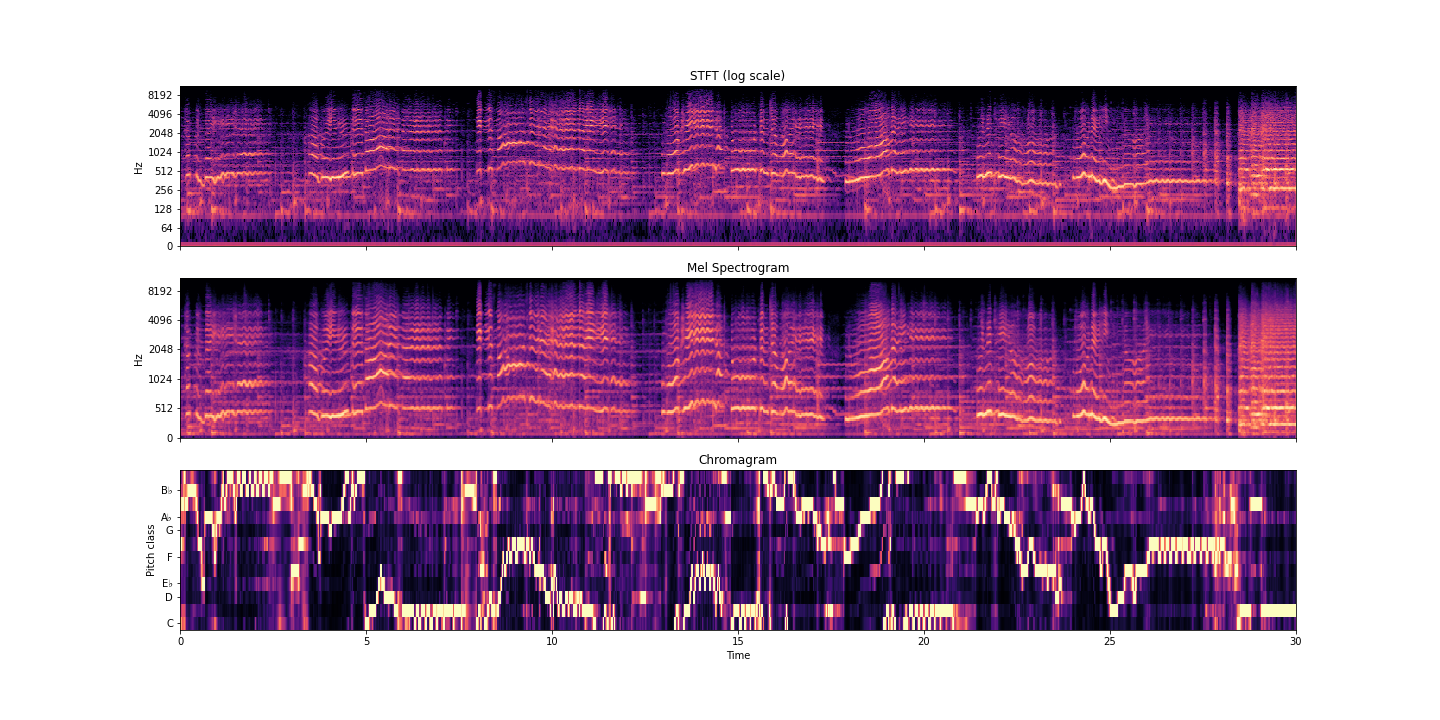 STFT (log scale)
Hz
8192
4096
2048
1024
512
256
128
64
0
Mel Spectrogram
Hz
8192
4096
2048
1024
512
0
Chromagram
Pitch class
B♭
A♭
G
F
E♭
D
C
0 5 10 15 20 25 30
Time